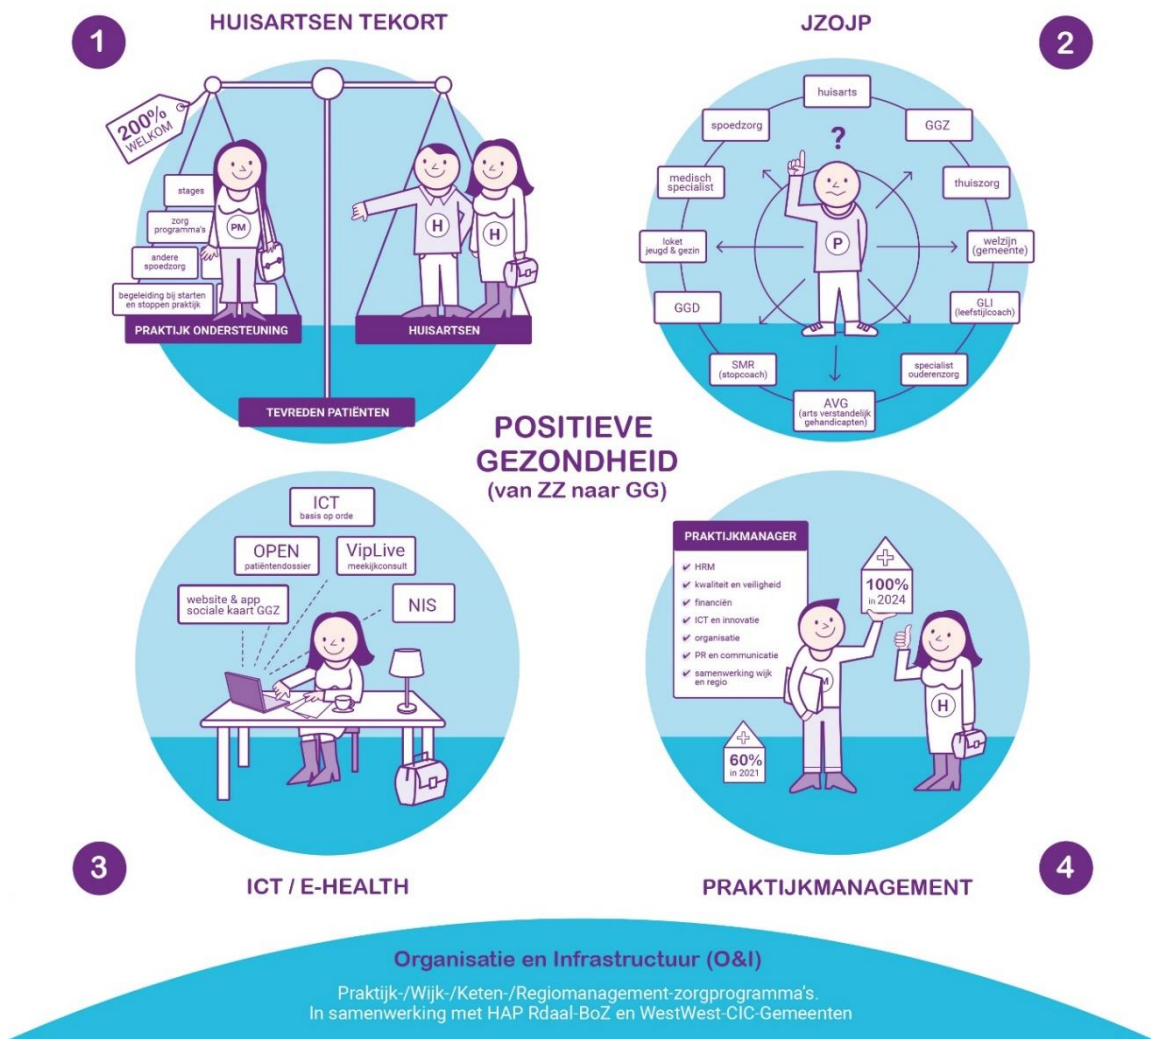 1
HUISARTSEN TEKORT
200%
WELKOM
stages
zorg
programma's
andere
spoedzorg
begeleiding bij starten
en stoppen praktijk
PM
H
H
PRAKTIJK ONDERSTEUNING
HUISARTSEN
TEVREDEN PATIËNTEN
JZOJP
2
huisarts
spoedzorg
GGZ
?
medisch
specialist
thuiszorg
P
loket
jeugd & gezin
welzijn
(gemeente)
GGD
GLI
(leefstijlcoach)
SMR
(stopcoach)
specialist
ouderenzorg
AVG
(arts verstandelijk
gehandicapten)
POSITIEVE
GEZONDHEID
(van ZZ naar GG)
ICT
basis op orde
OPEN
patiëntendossier
VipLive
meekijkconsult
website & app
sociale kaart GGZ
NIS
3
ICT / E-HEALTH
PRAKTIJKMANAGER
HRM
kwaliteit en veiligheid
financiën
ICT en innovatie
organisatie
PR en communicatie
samenwerking wijk
en regio
100%
in 2024
M
H
60%
in 2021
PRAKTIJKMANAGEMENT
4
Organisatie en Infrastructuur (O&I)
Praktijk-/Wijk-/Keten-/Regiomanagement-zorgprogramma's.
In samenwerking met HAP Rdaal-BoZ en WestWest-CIC-Gemeenten